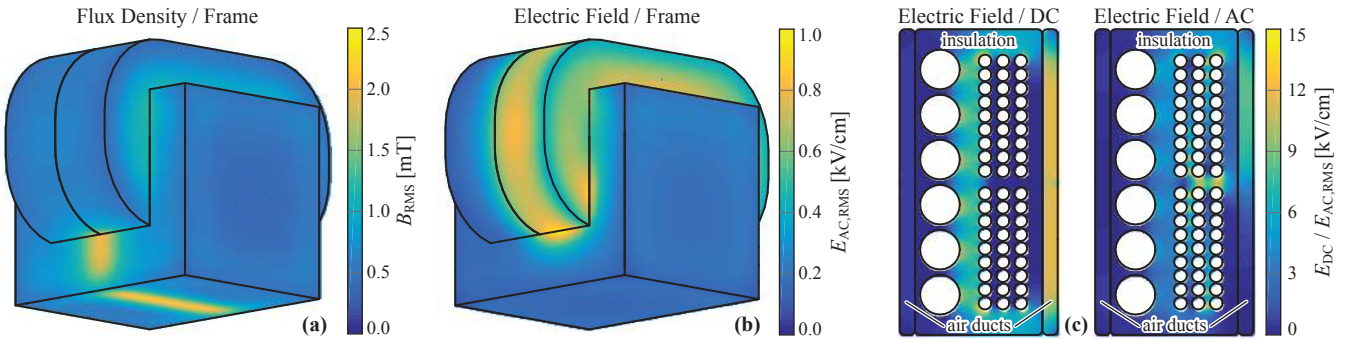 Flux Density / Frame
2.5
2.0
1.5
1.0
0.5
0.0
B_RMS [mT]
(a)
Electric Field / Frame
1.0
0.8
0.6
0.4
0.2
0.0
E_AC,RMS [kV/cm]
(b)
Electric Field / DC
insulation
air ducts
(c)
Electric Field / AC
insulation
air ducts
15
12
9
6
3
0
E_DC / E_AC,RMS [kV/cm]